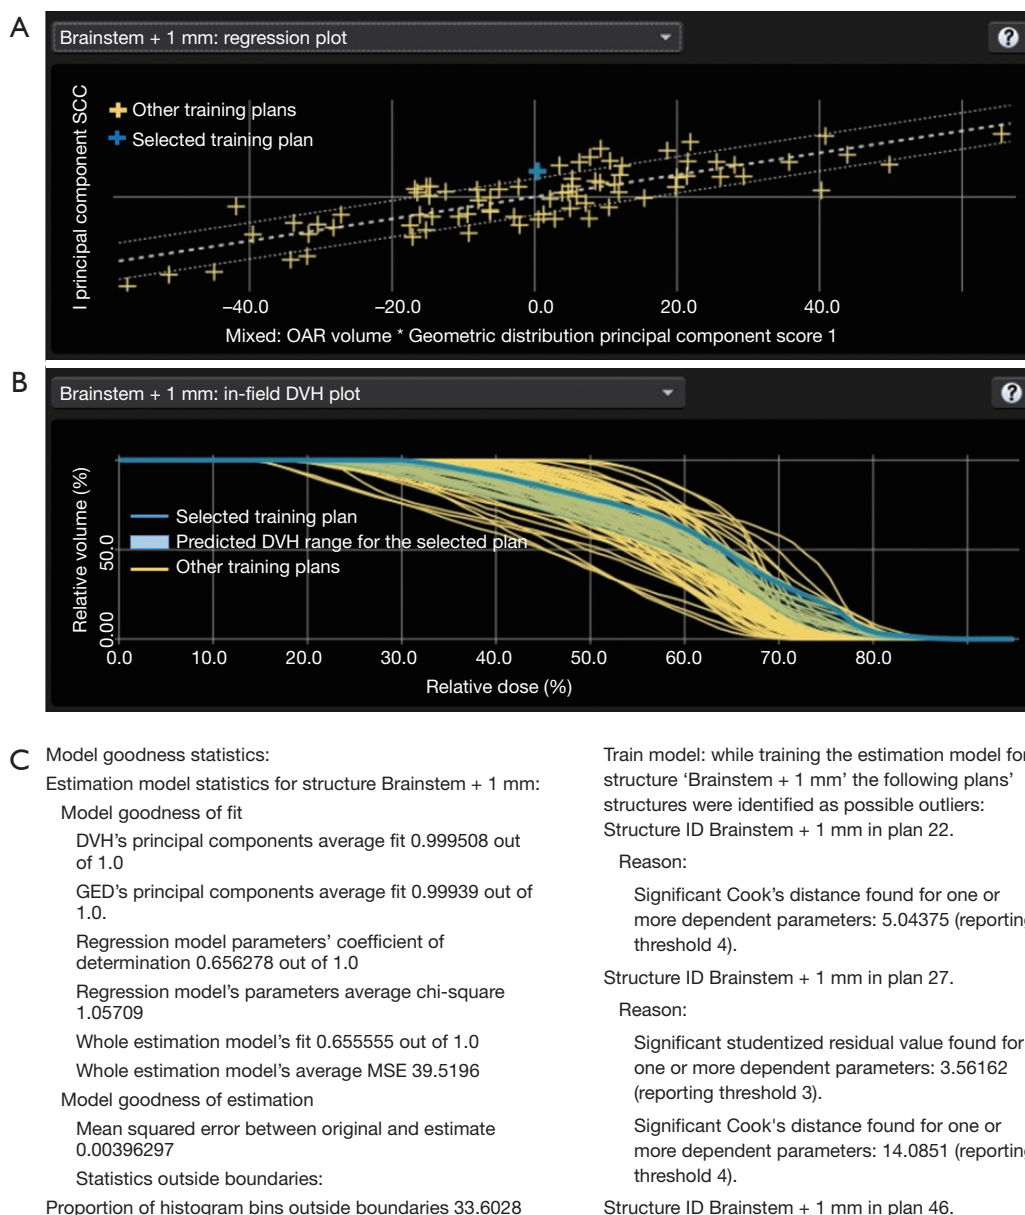 A
Brainstem + 1 mm: regression plot
?
I principal component SCC
Other training plans
Selected training plan
–40.0
–20.0
0.0
20.0
40.0
Mixed: OAR volume * Geometric distribution principal component score 1
B
Brainstem + 1 mm: in-field DVH plot
?
Relative volume (%)
50.0
0.00
Selected training plan
Predicted DVH range for the selected plan
Other training plans
0.0
10.0
20.0
30.0
40.0
50.0
60.0
70.0
80.0
Relative dose (%)
C
Model goodness statistics:
Estimation model statistics for structure Brainstem + 1 mm:
Model goodness of fit
DVH's principal components average fit 0.999508 out
of 1.0
GED's principal components average fit 0.99939 out of
1.0.
Regression model parameters' coefficient of
determination 0.656278 out of 1.0
Regression model's parameters average chi-square
1.05709
Whole estimation model's fit 0.655555 out of 1.0
Whole estimation model's average MSE 39.5196
Model goodness of estimation
Mean squared error between original and estimate
0.00396297
Statistics outside boundaries:
Proportion of histogram bins outside boundaries 33.6028
Train model: while training the estimation model for
structure ‘Brainstem + 1 mm’ the following plans’
structures were identified as possible outliers:
Structure ID Brainstem + 1 mm in plan 22.
Reason:
Significant Cook’s distance found for one or
more dependent parameters: 5.04375 (reporting
threshold 4).
Structure ID Brainstem + 1 mm in plan 27.
Reason:
Significant studentized residual value found for
one or more dependent parameters: 3.56162
(reporting threshold 3).
Significant Cook's distance found for one or
more dependent parameters: 14.0851 (reporting
threshold 4).
Structure ID Brainstem + 1 mm in plan 46.